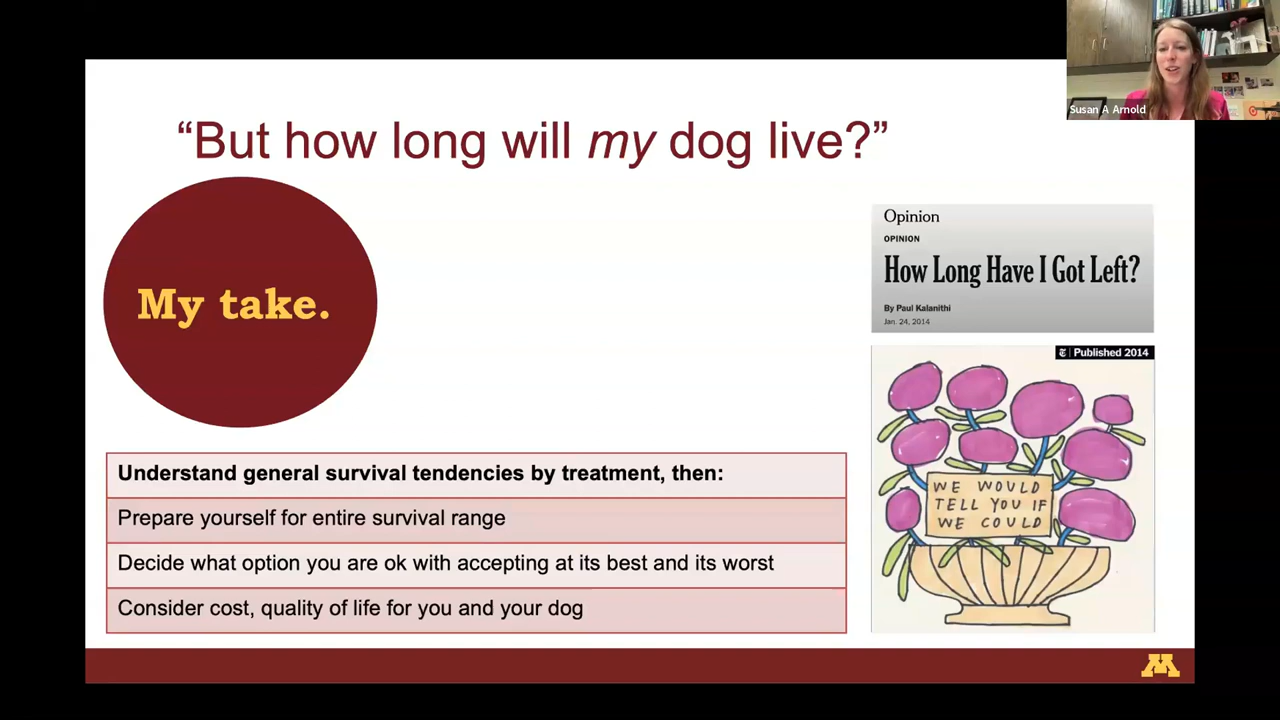 Susan A Arnold
“But how long will my dog live?”
My take.
Opinion
OPINION
How Long Have I Got Left?
By Paul Kalanithi
Jan. 24, 2014
T | Published 2014
WE WOULD
TELL YOU IF
WE COULD
Understand general survival tendencies by treatment, then:
Prepare yourself for entire survival range
Decide what option you are ok with accepting at its best and its worst
Consider cost, quality of life for you and your dog
M